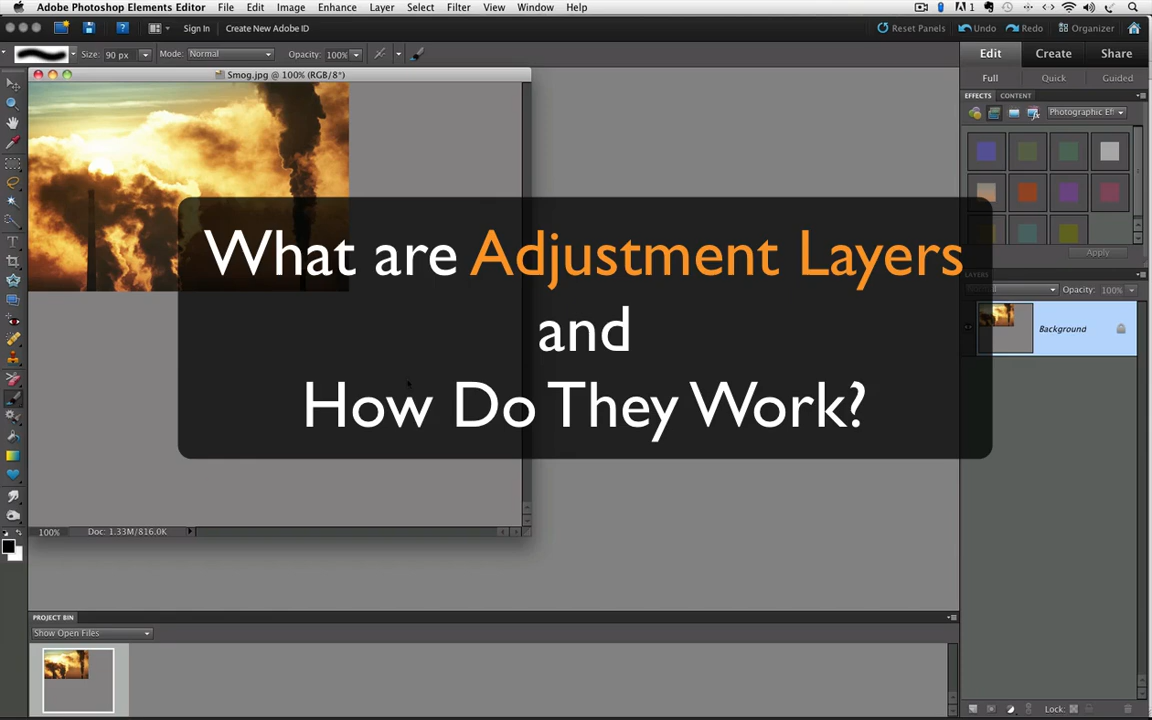 Adobe Photoshop Elements Editor File Edit Image Enhance Layer Select Filter View Window Help
Sign In Create New Adobe ID Reset Panels Undo Redo Organizer
Size: 90 px Mode: Normal Opacity: 100% Edit Create Share
Smog.jpg @ 100% (RGB/8*)
Full Quick Guided
EFFECTS CONTENT
Photographic Eff
What are Adjustment Layers
and
How Do They Work?
Apply
LAYERS
Opacity: 100%
Background
100% Doc: 1.33M/816.0K
PROJECT BIN
Show Open Files
Lock: